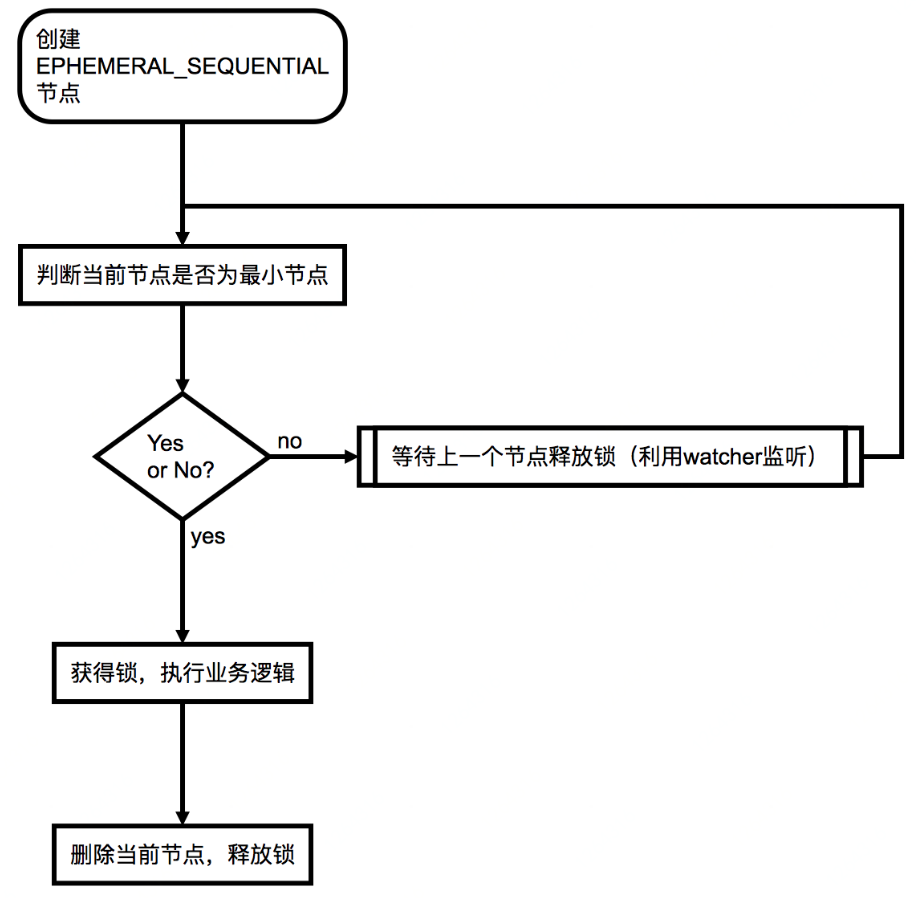 创建
EPHEMERAL_SEQUENTIAL
节点
判断当前节点是否为最小节点
Yes
or No?
no
等待上一个节点释放锁（利用watcher监听）
yes
获得锁，执行业务逻辑
删除当前节点，释放锁